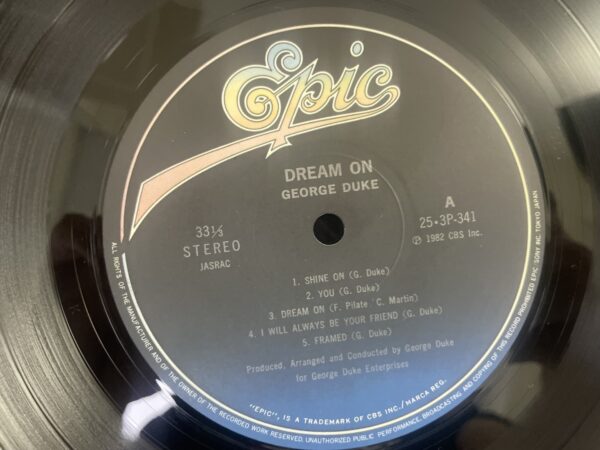 Epic
DREAM ON
GEORGE DUKE
33⅓
STEREO
JASRAC
A
25•3P-341
℗ 1982 CBS Inc.
1. SHINE ON (G. Duke)
2. YOU (G. Duke)
3. DREAM ON (F. Pilate C. Martin)
4. I WILL ALWAYS BE YOUR FRIEND (G. Duke)
5. FRAMED (G. Duke)
Produced, Arranged and Conducted by George Duke
for George Duke Enterprises
"EPIC", IS A TRADEMARK OF CBS INC./MARCA REG.
ALL RIGHTS OF THE MANUFACTURER AND OF THE OWNER OF THE RECORDED WORK RESERVED. UNAUTHORIZED PUBLIC PERFORMANCE, BROADCASTING AND COPYING OF THIS RECORD PROHIBITED EPIC SONY INC. TOKYO JAPAN